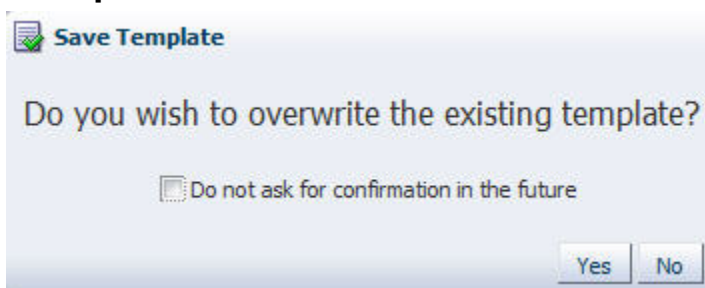 Save Template
Do you wish to overwrite the existing template?
Do not ask for confirmation in the future
Yes No